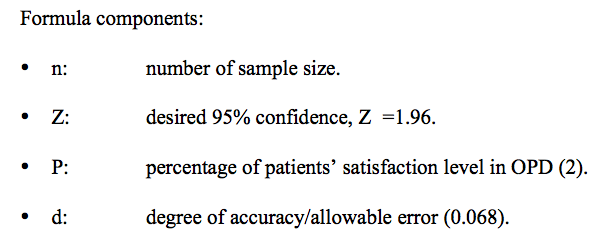 Formula components:
• n: number of sample size.
• Z: desired 95% confidence, Z =1.96.
• P: percentage of patients’ satisfaction level in OPD (2).
• d: degree of accuracy/allowable error (0.068).